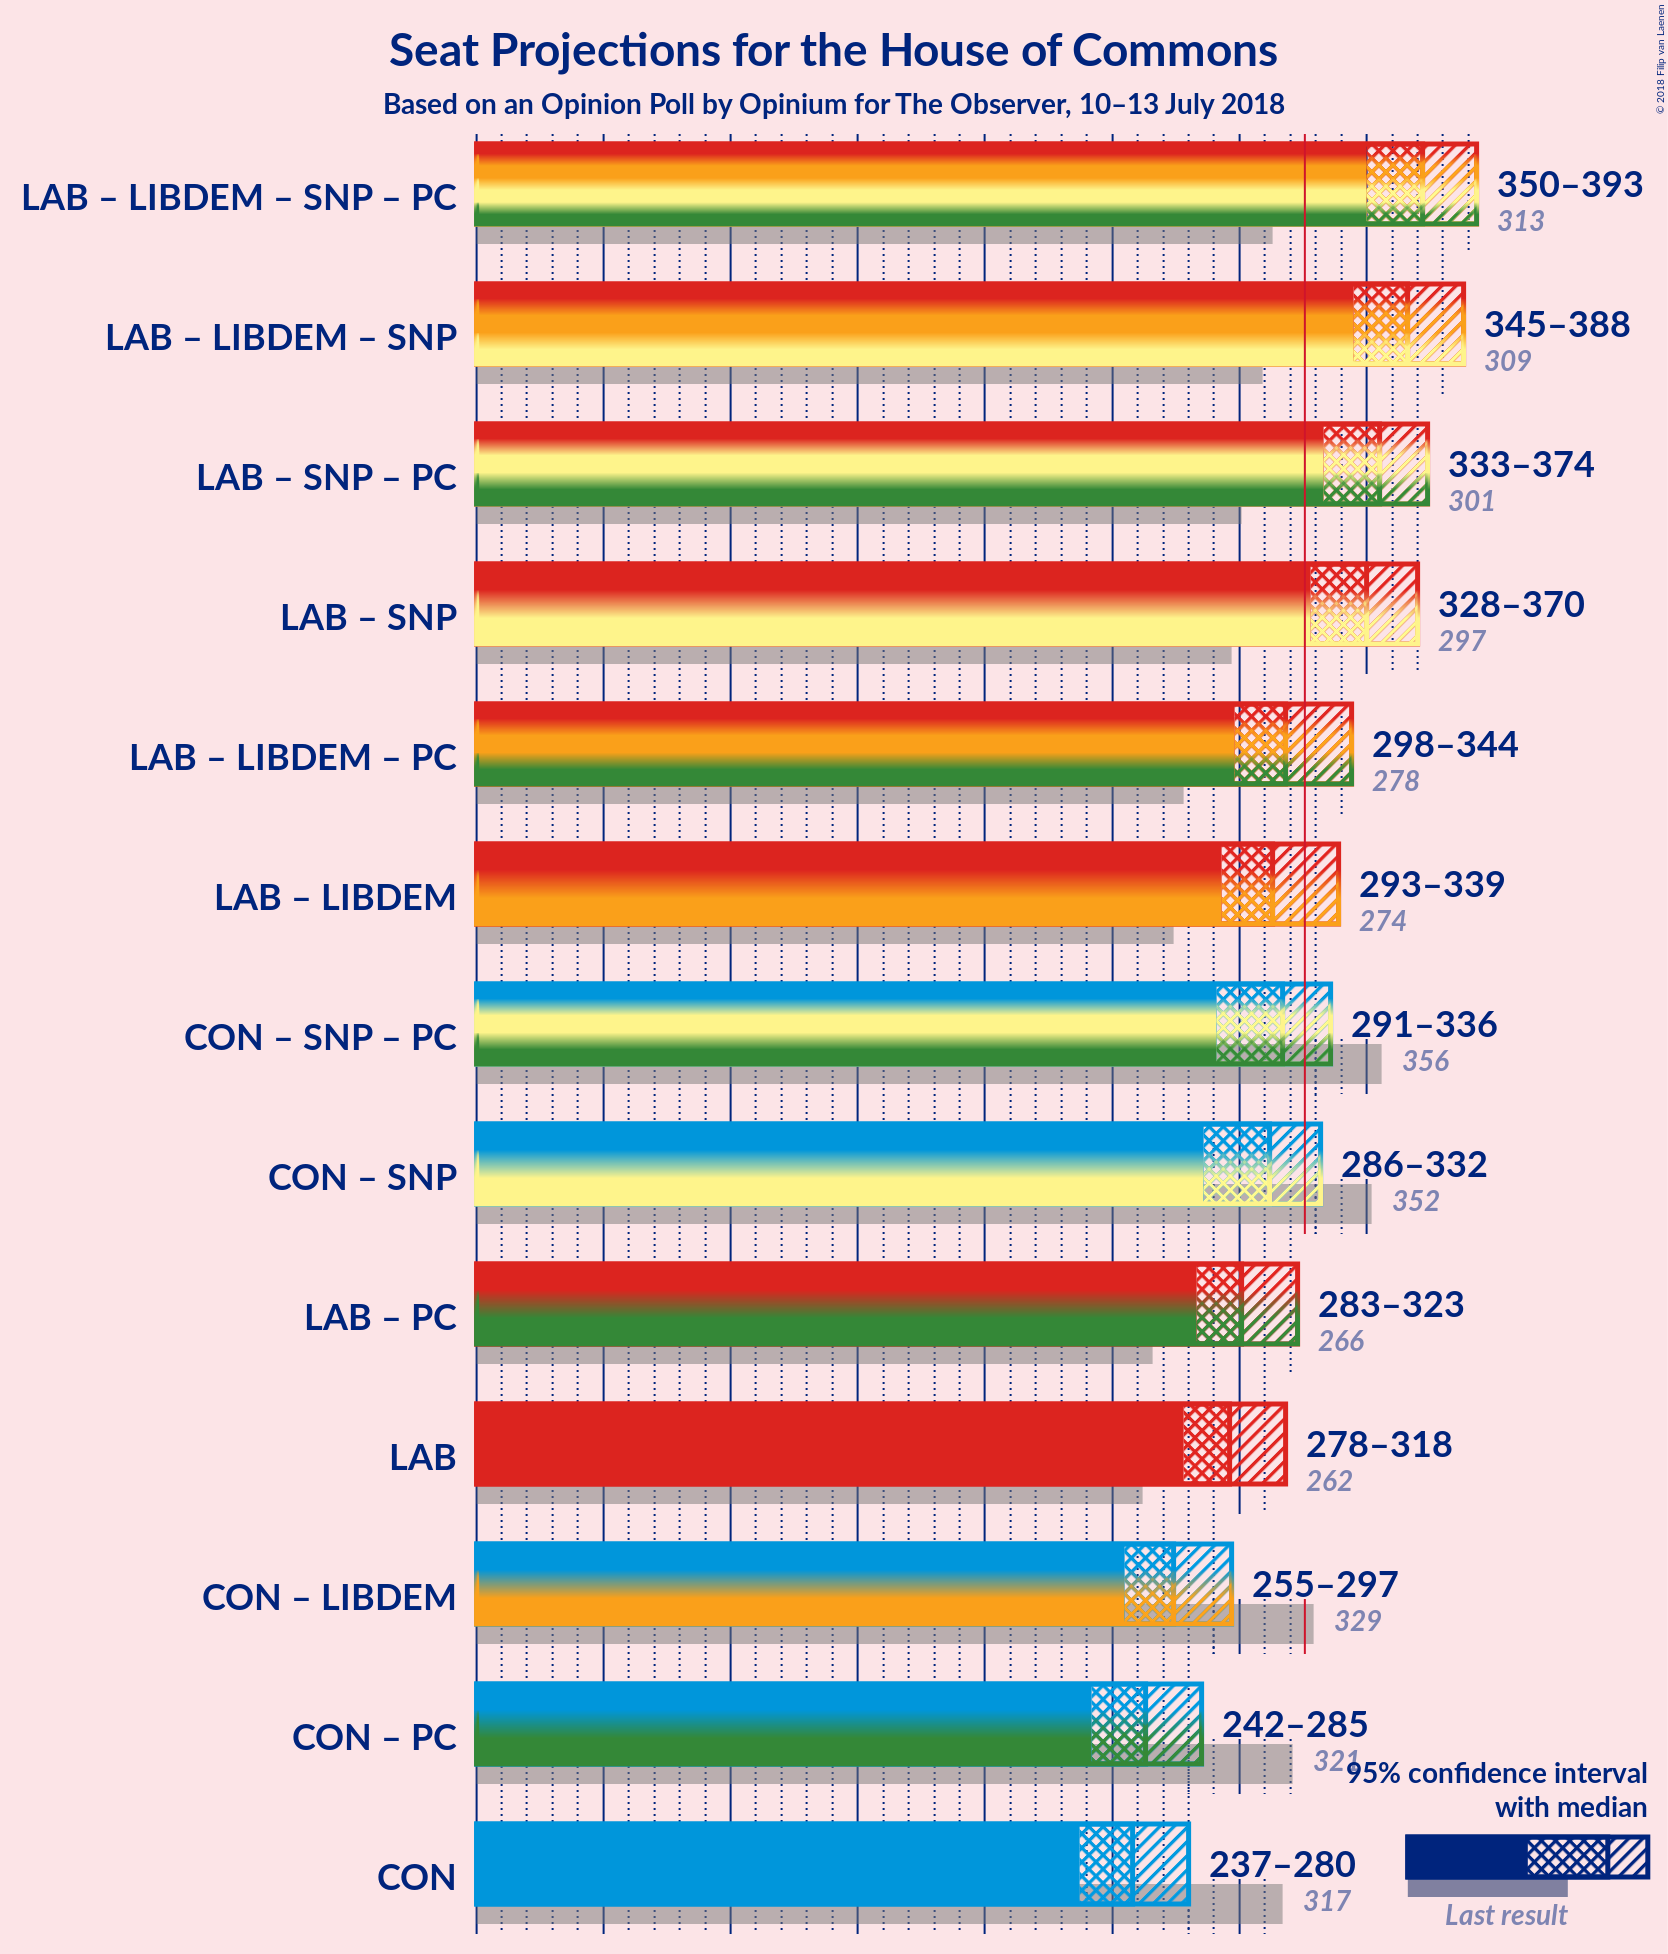 Seat Projections for the House of Commons
Based on an Opinion Poll by Opinium for The Observer, 10–13 July 2018
© 2018 Filip van Laenen
LAB – LIBDEM – SNP – PC
350–393
313
LAB – LIBDEM – SNP
345–388
309
LAB – SNP – PC
333–374
301
LAB – SNP
328–370
297
LAB – LIBDEM – PC
298–344
278
LAB – LIBDEM
293–339
274
CON – SNP – PC
291–336
356
CON – SNP
286–332
352
LAB – PC
283–323
266
LAB
278–318
262
CON – LIBDEM
255–297
329
CON – PC
242–285
321
95% confidence interval
with median
CON
237–280
317
Last result